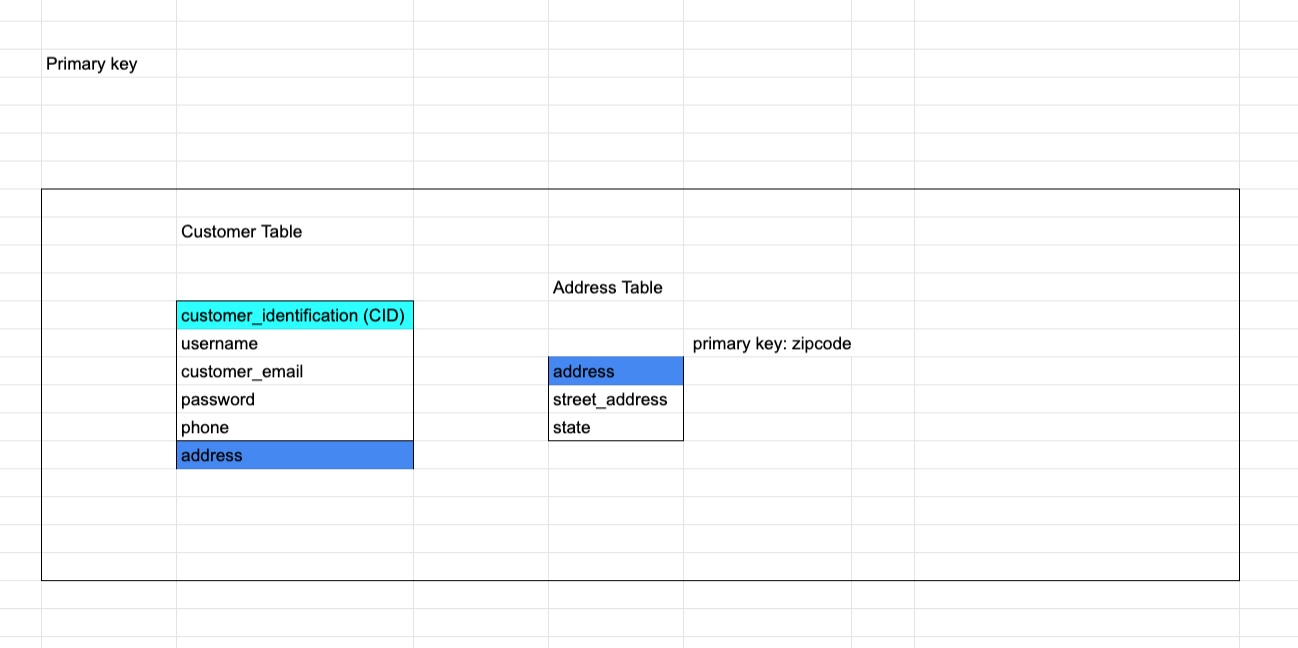 Primary key
Customer Table
Address Table
customer_identification (CID)
username
primary key: zipcode
customer_email
address
password
street_address
phone
state
address